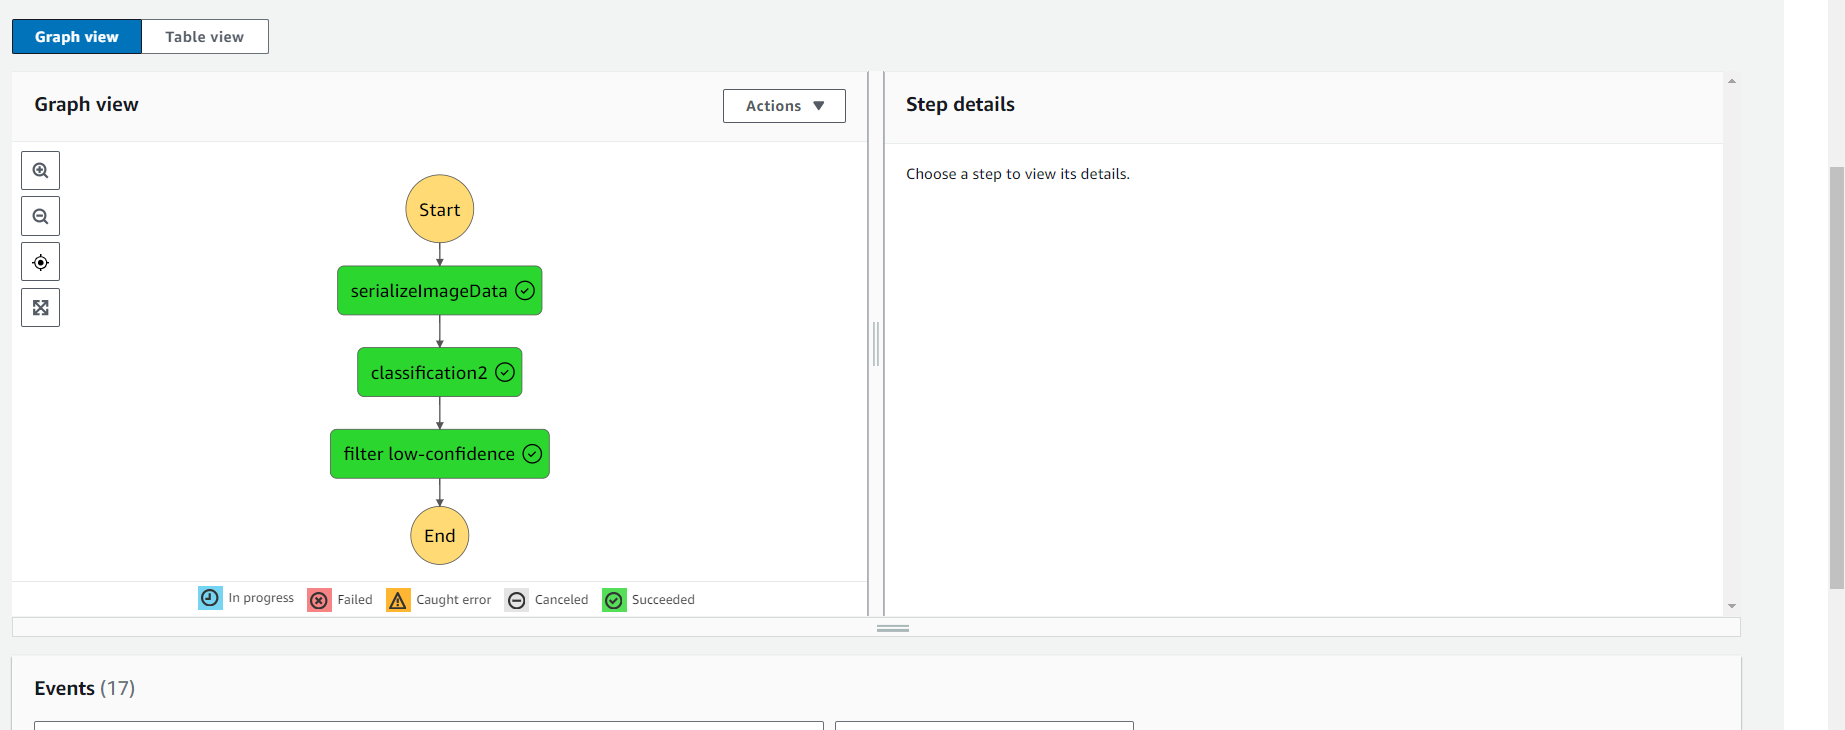 Graph view
Table view
Graph view
Actions
Start
serializeImageData
classification2
filter low-confidence
End
In progress
Failed
Caught error
Canceled
Succeeded
Step details
Choose a step to view its details.
Events (17)